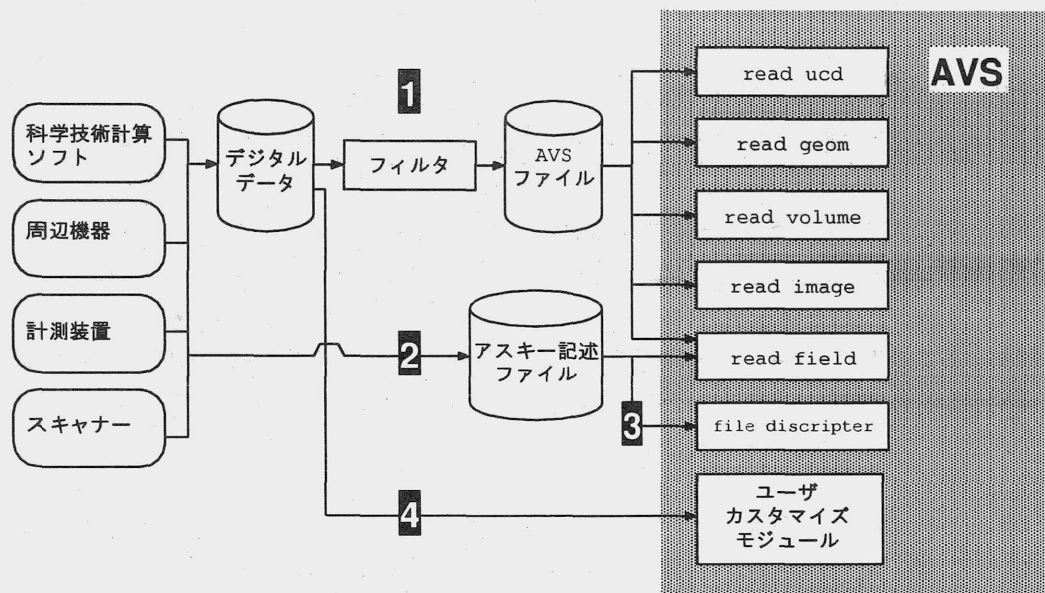 科学技術計算
ソフト
周辺機器
計測装置
スキャナー
デジタル
データ
1
フィルタ
AVS
ファイル
2
アスキー記述
ファイル
3
4
AVS
read ucd
read geom
read volume
read image
read field
file discripter
ユーザ
カスタマイズ
モジュール